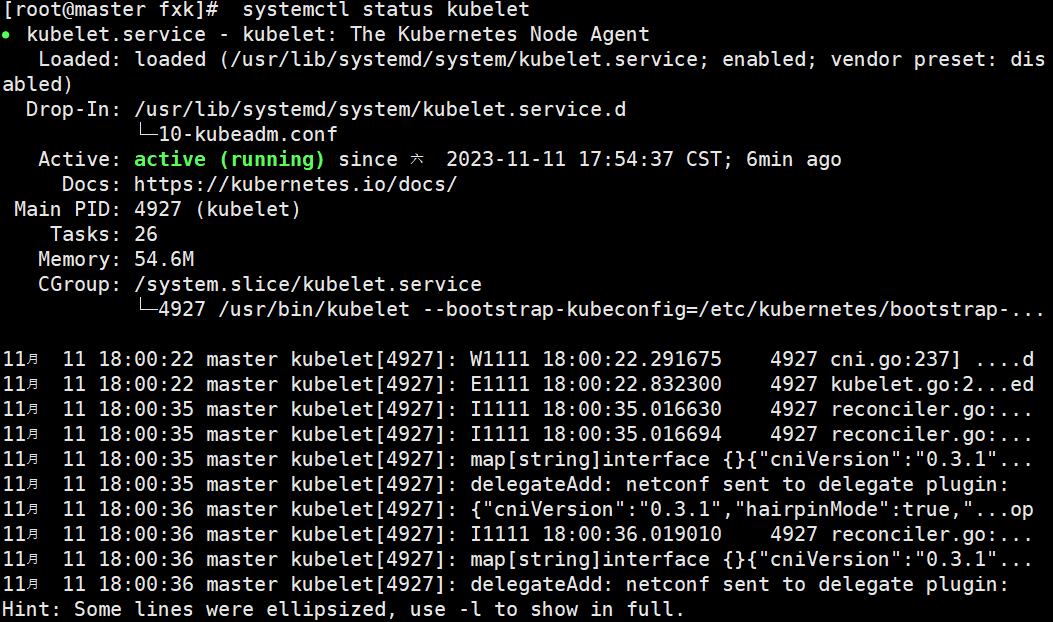 [root@master fxk]#  systemctl status kubelet
● kubelet.service - kubelet: The Kubernetes Node Agent
   Loaded: loaded (/usr/lib/systemd/system/kubelet.service; enabled; vendor preset: dis
abled)
  Drop-In: /usr/lib/systemd/system/kubelet.service.d
           └─10-kubeadm.conf
   Active: active (running) since 六 2023-11-11 17:54:37 CST; 6min ago
     Docs: https://kubernetes.io/docs/
 Main PID: 4927 (kubelet)
    Tasks: 26
   Memory: 54.6M
   CGroup: /system.slice/kubelet.service
           └─4927 /usr/bin/kubelet --bootstrap-kubeconfig=/etc/kubernetes/bootstrap-...

11月 11 18:00:22 master kubelet[4927]: W1111 18:00:22.291675    4927 cni.go:237] ....d
11月 11 18:00:22 master kubelet[4927]: E1111 18:00:22.832300    4927 kubelet.go:2...ed
11月 11 18:00:35 master kubelet[4927]: I1111 18:00:35.016630    4927 reconciler.go:...
11月 11 18:00:35 master kubelet[4927]: I1111 18:00:35.016694    4927 reconciler.go:...
11月 11 18:00:35 master kubelet[4927]: map[string]interface {}{"cniVersion":"0.3.1"...
11月 11 18:00:35 master kubelet[4927]: delegateAdd: netconf sent to delegate plugin:
11月 11 18:00:36 master kubelet[4927]: {"cniVersion":"0.3.1","hairpinMode":true,"...op
11月 11 18:00:36 master kubelet[4927]: I1111 18:00:36.019010    4927 reconciler.go:...
11月 11 18:00:36 master kubelet[4927]: map[string]interface {}{"cniVersion":"0.3.1"...
11月 11 18:00:36 master kubelet[4927]: delegateAdd: netconf sent to delegate plugin:
Hint: Some lines were ellipsized, use -l to show in full.